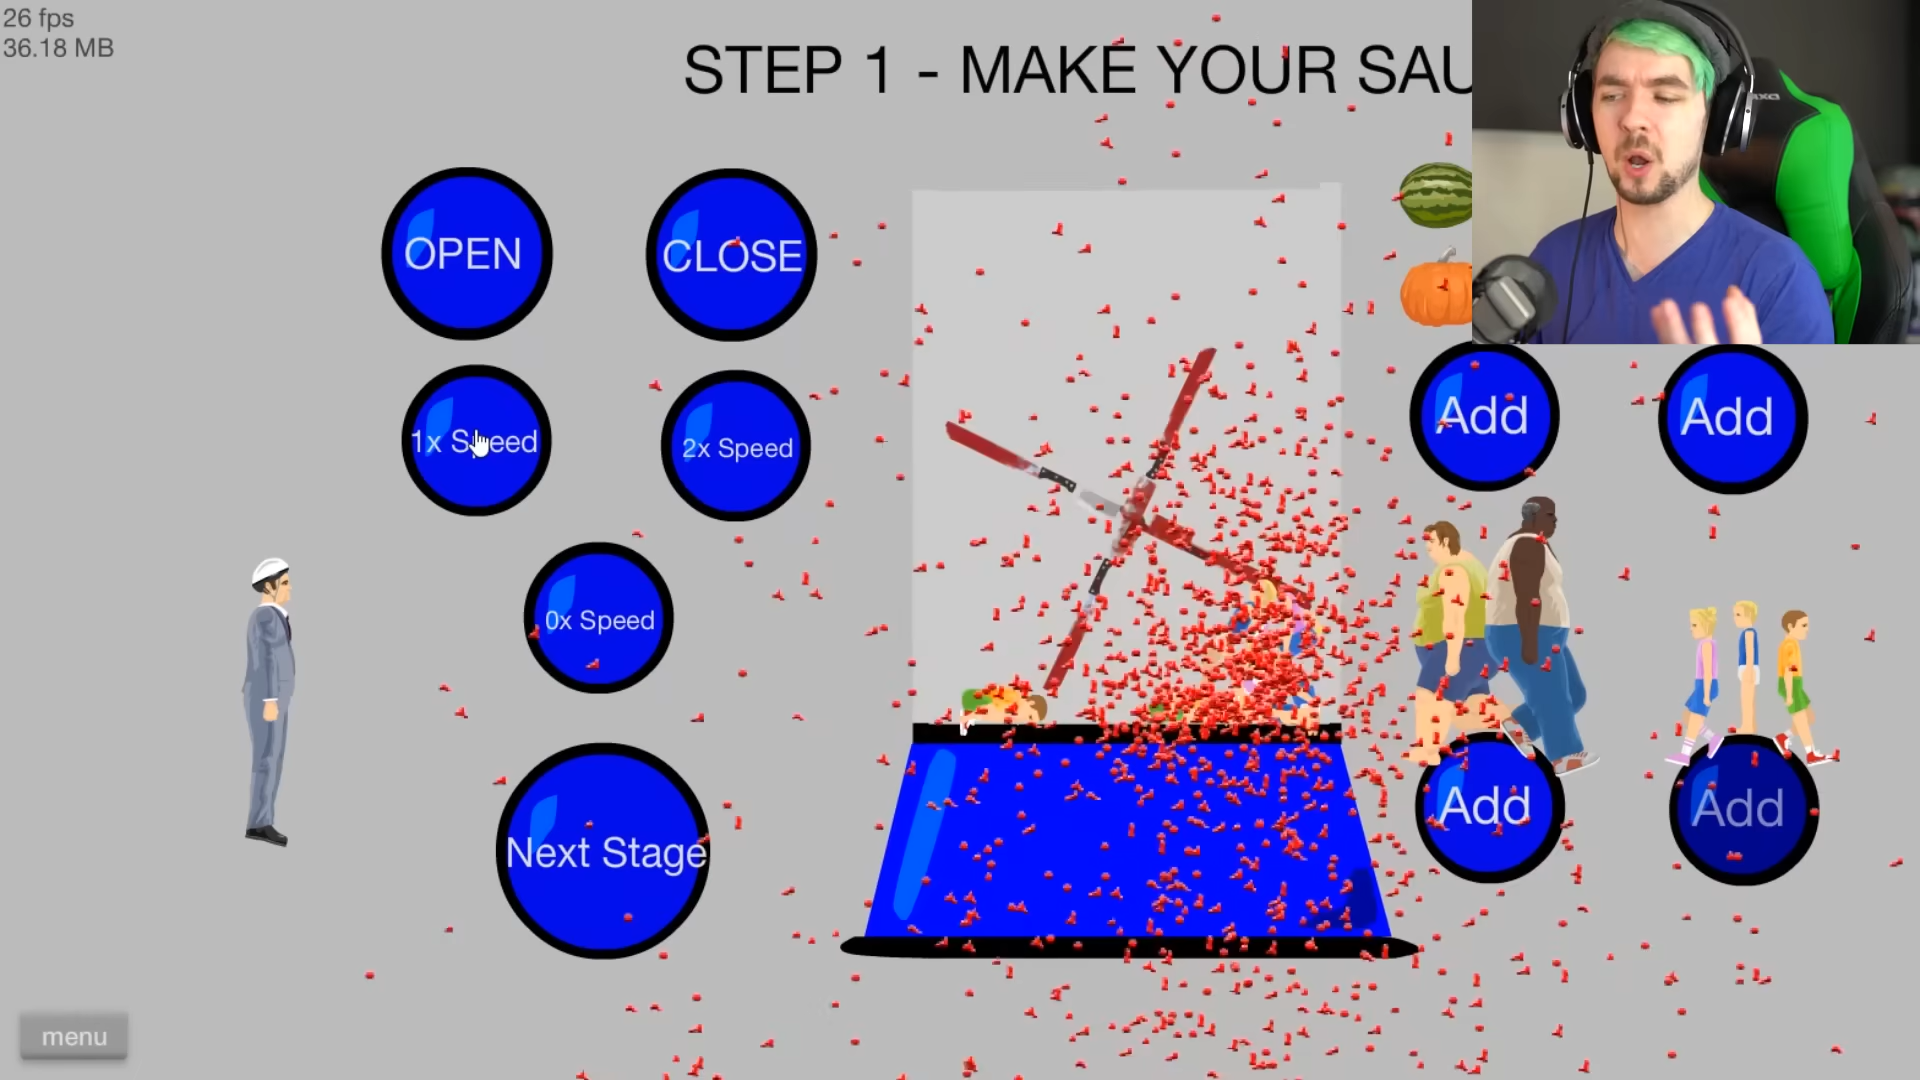 26 fps
36.18 MB
STEP 1 - MAKE YOUR SAU
OPEN
CLOSE
1x Speed
2x Speed
0x Speed
Next Stage
Add
Add
Add
Add
menu